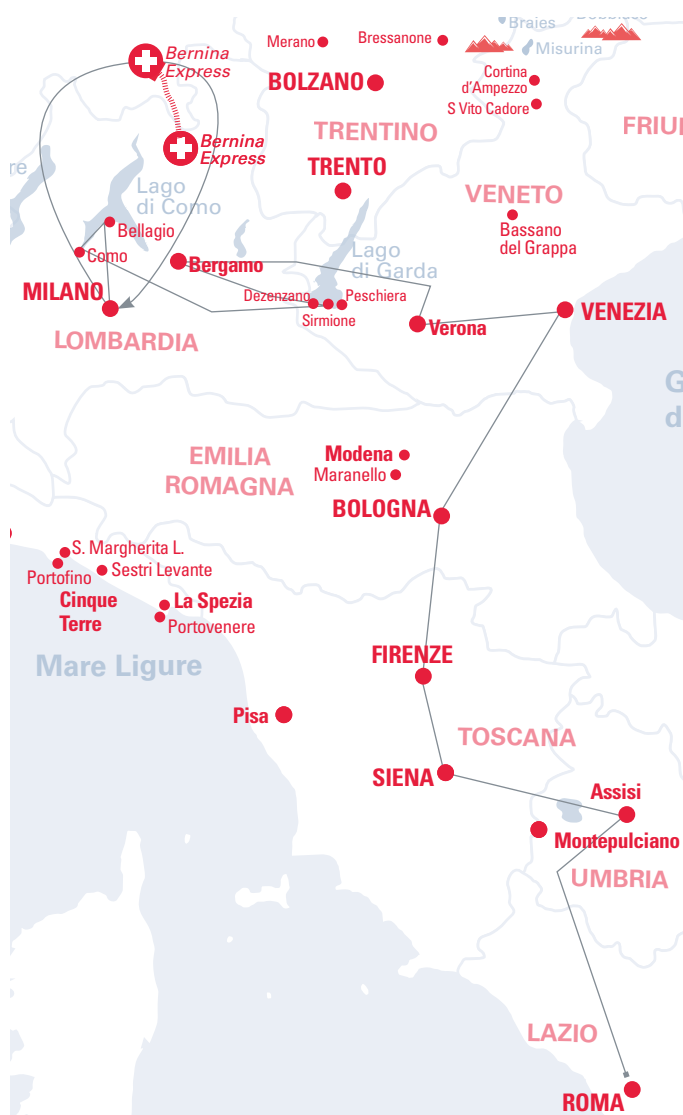 Braies
Misurina
Merano
Bressanone
Bernina
Express
BOLZANO
Cortina
d'Ampezzo
S Vito Cadore
TRENTINO
FRIU
Bernina
Express
TRENTO
re
Lago
di Como
VENETO
Bellagio
Bassano
del Grappa
Como
Bergamo
Lago
di Garda
MILANO
Dezenzano
Peschiera
Sirmione
Verona
VENEZIA
LOMBARDIA
G
d
EMILIA
ROMAGNA
Modena
Maranello
BOLOGNA
S. Margherita L.
Portofino
Sestri Levante
Cinque
Terre
La Spezia
Portovenere
FIRENZE
Mare Ligure
Pisa
TOSCANA
SIENA
Assisi
Montepulciano
UMBRIA
LAZIO
ROMA